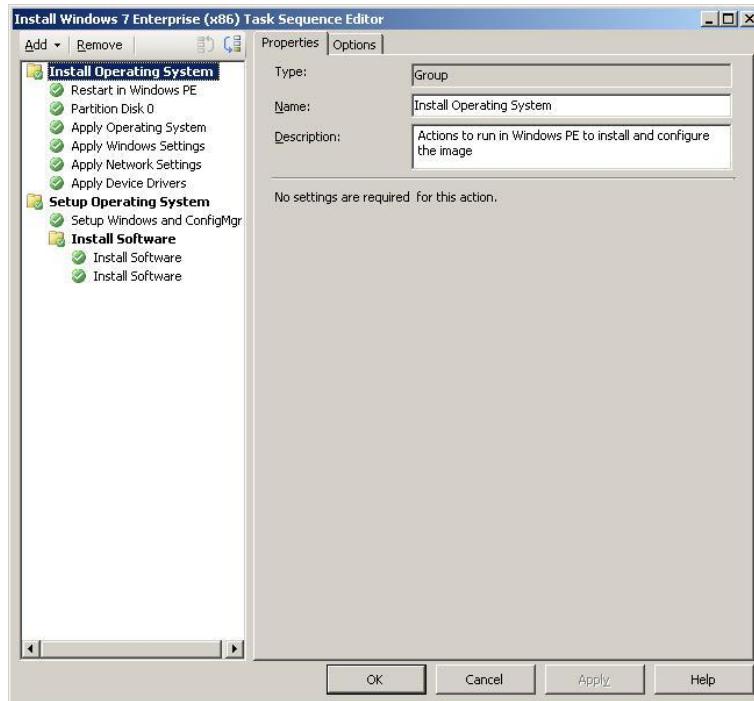 Install Windows 7 Enterprise (x86) Task Sequence Editor
Add Remove
Properties Options
Install Operating System
Restart in Windows PE
Partition Disk 0
Apply Operating System
Apply Windows Settings
Apply Network Settings
Apply Device Drivers
Setup Operating System
Setup Windows and ConfigMgr
Install Software
Install Software
Install Software
Type: Group
Name: Install Operating System
Description: Actions to run in Windows PE to install and configure
the image
No settings are required for this action.
OK Cancel Apply Help